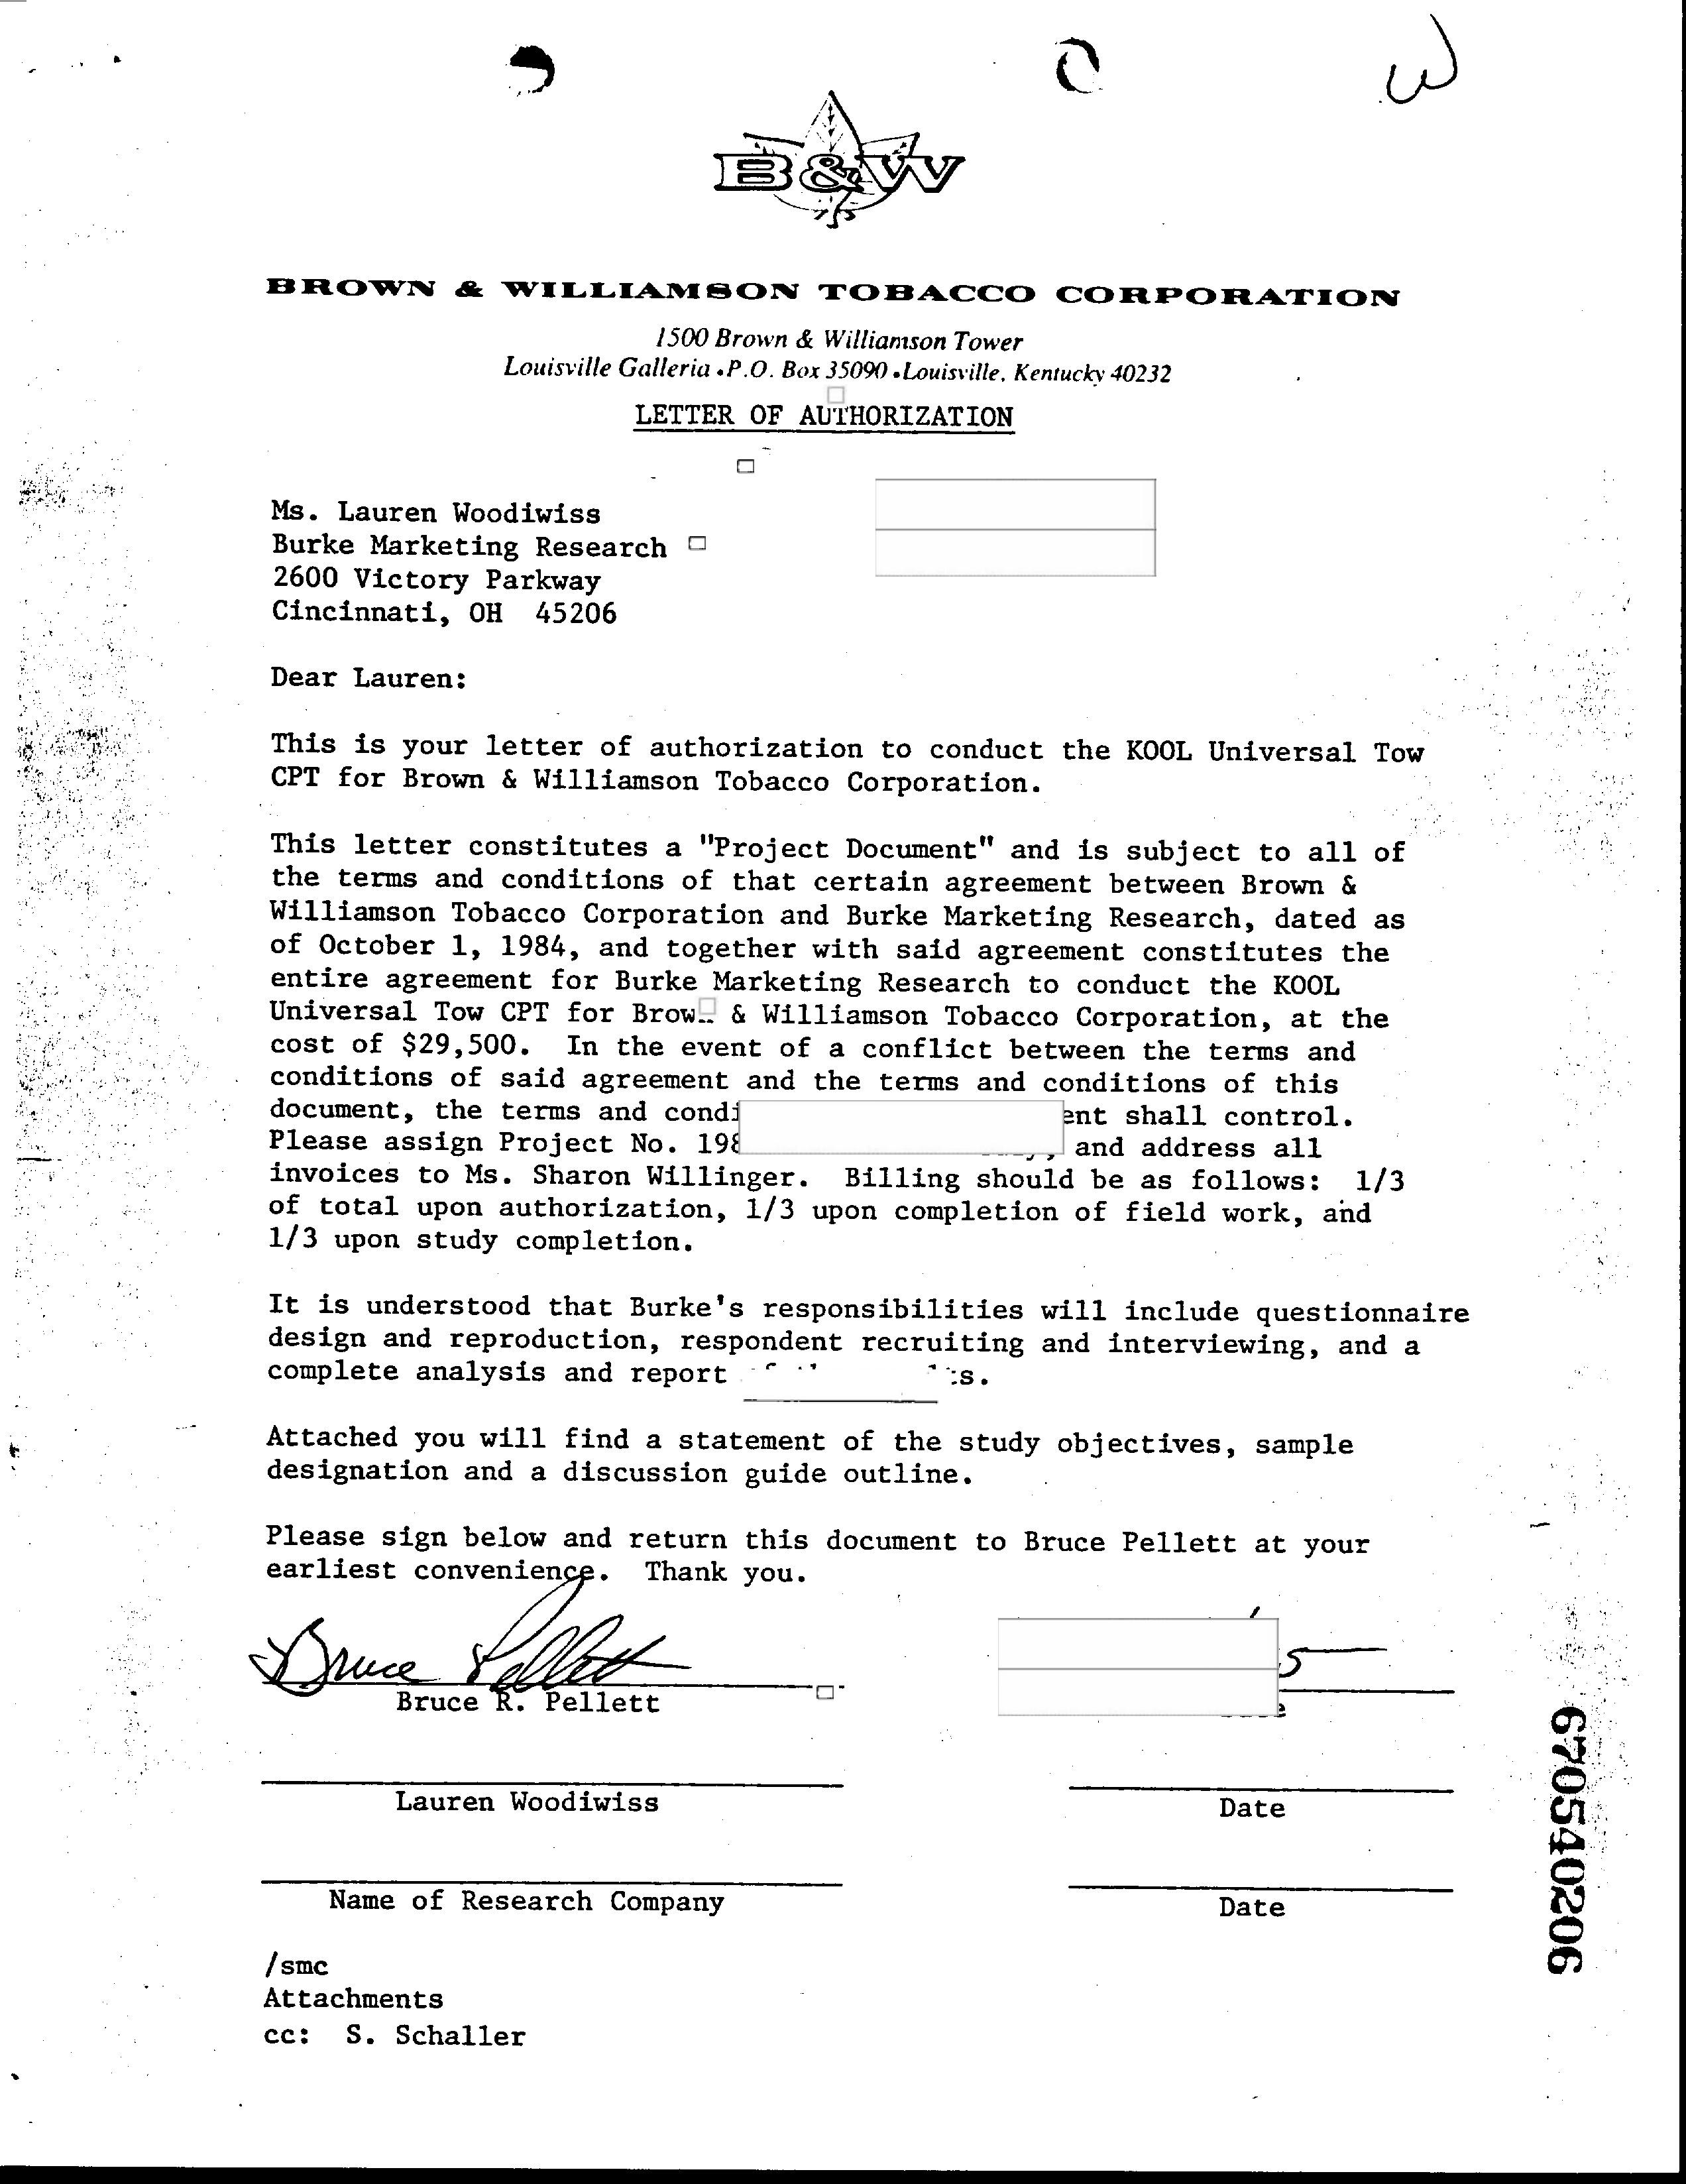 B&W
BROWN & WILLIAMSON TOBACCO CORPORATION
1500 Brown & Williamson Tower
Louisville Galleria • P.O. Box 35090 • Louisville, Kentucky 40232
LETTER OF AUTHORIZATION
Ms. Lauren Woodiwiss
Burke Marketing Research
2600 Victory Parkway
Cincinnati, OH 45206
Dear Lauren:
This is your letter of authorization to conduct the KOOL Universal Tow
CPT for Brown & Williamson Tobacco Corporation.
This letter constitutes a "Project Document" and is subject to all of
the terms and conditions of that certain agreement between Brown &
Williamson Tobacco Corporation and Burke Marketing Research, dated as
of October 1, 1984, and together with said agreement constitutes the
entire agreement for Burke Marketing Research to conduct the KOOL
Universal Tow CPT for & Williamson Tobacco Corporation, at the
cost of $29,500. In the event of a conflict between the terms and
conditions of said agreement and the terms and conditions of this
document, the terms and shall control.
Please assign Project No. and address all
invoices to Ms. Sharon Willinger. Billing should be as follows: 1/3
of total upon authorization, 1/3 upon completion of field work, and
1/3 upon study completion.
It is understood that Burke's responsibilities will include questionnaire
design and reproduction, respondent recruiting and interviewing, and a
complete analysis and report
Attached you will find a statement of the study objectives, sample
designation and a discussion guide outline.
Please sign below and return this document to Bruce Pellett at your
earliest convenience. Thank you.
Bruce Pellett
Bruce R. Pellett
Lauren Woodiwiss Date
Name of Research Company Date
/smc
Attachments
cc: S. Schaller
670540206